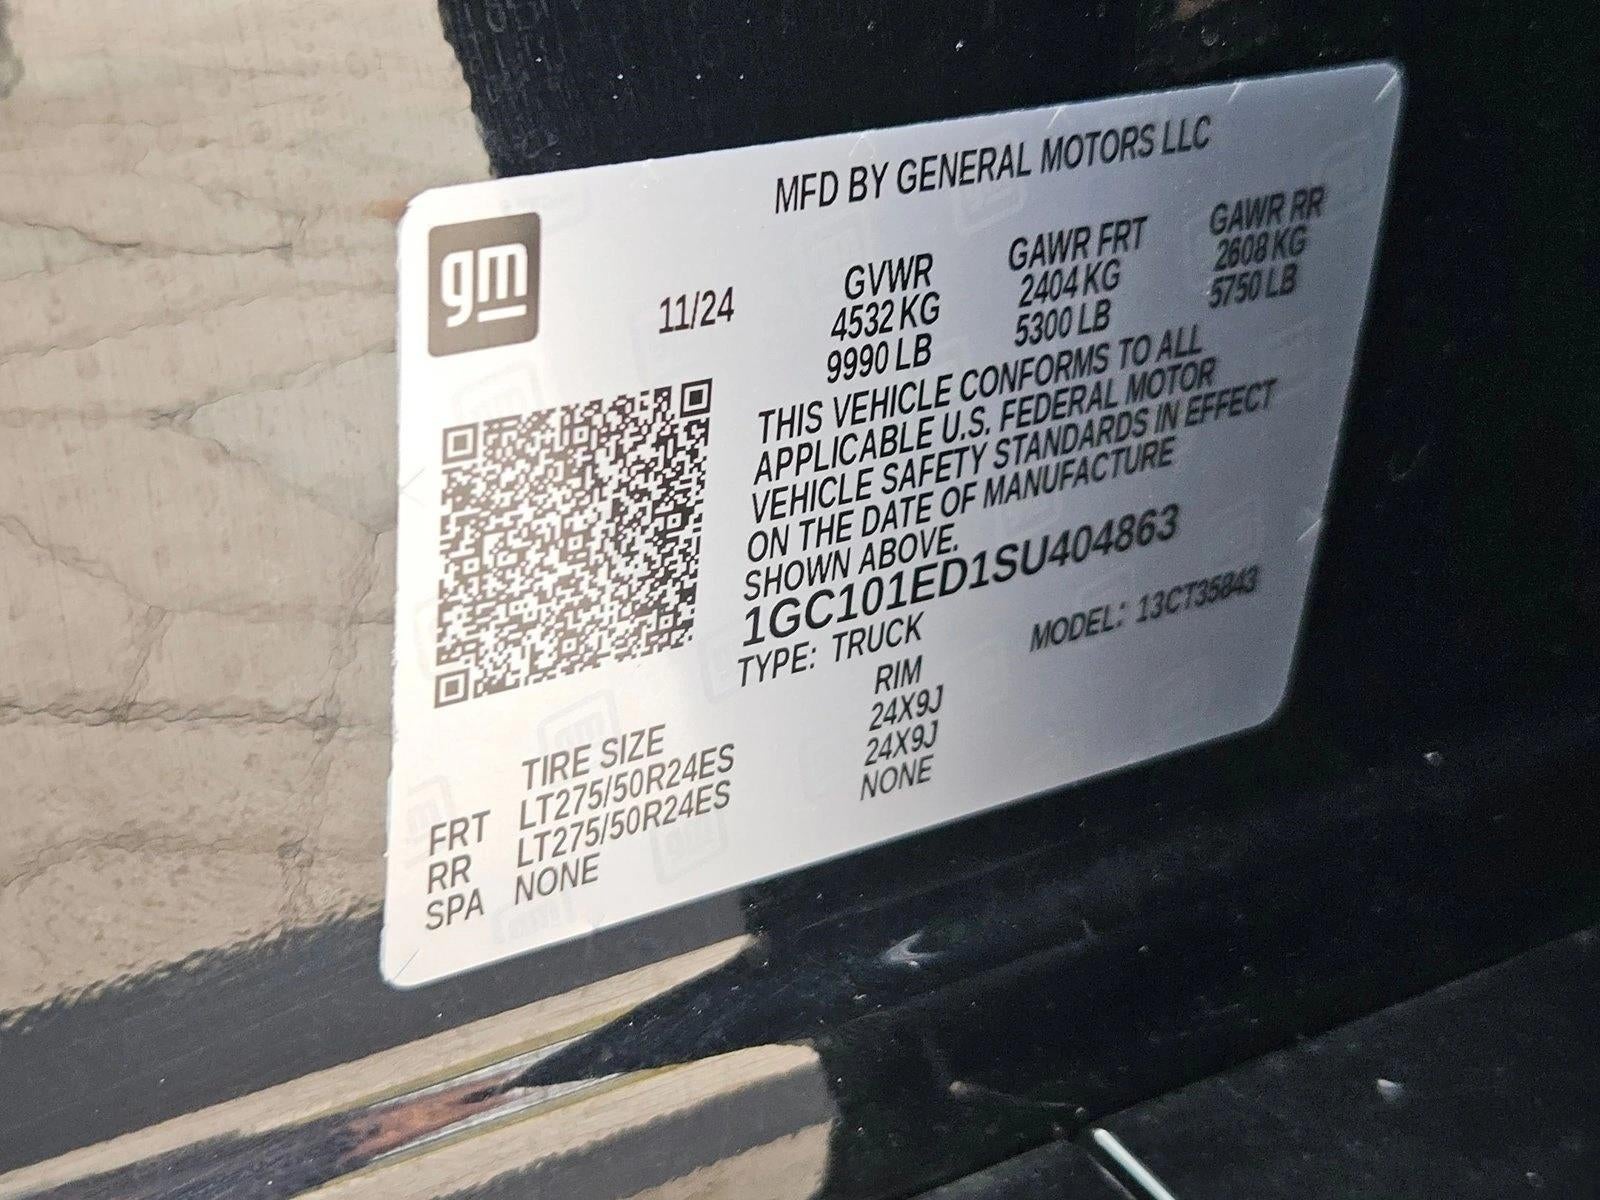 MFD BY GENERAL MOTORS LLC
gm
11/24
GVWR GAWR FRT GAWR RR
4532 KG 2404 KG 2608 KG
9990 LB 5300 LB 5750 LB
THIS VEHICLE CONFORMS TO ALL
APPLICABLE U.S. FEDERAL MOTOR
VEHICLE SAFETY STANDARDS IN EFFECT
ON THE DATE OF MANUFACTURE
SHOWN ABOVE.
1GC101ED1SU404863
TYPE: TRUCK MODEL: 13CT35843
TIRE SIZE RIM
FRT LT275/50R24ES 24X9J
RR LT275/50R24ES 24X9J
SPA NONE NONE